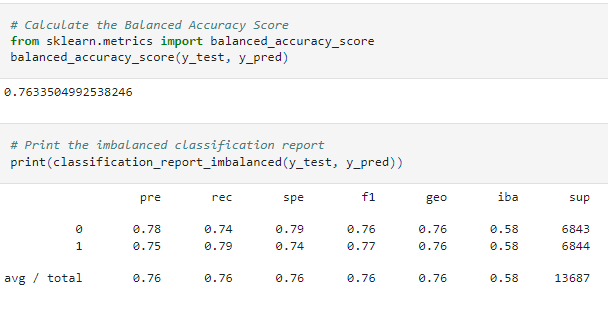 # Calculate the Balanced Accuracy Score
from sklearn.metrics import balanced_accuracy_score
balanced_accuracy_score(y_test, y_pred)
0.7633504992538246
# Print the imbalanced classification report
print(classification_report_imbalanced(y_test, y_pred))
pre rec spe f1 geo iba sup
0 0.78 0.74 0.79 0.76 0.76 0.58 6843
1 0.75 0.79 0.74 0.77 0.76 0.58 6844
avg / total 0.76 0.76 0.76 0.76 0.76 0.58 13687